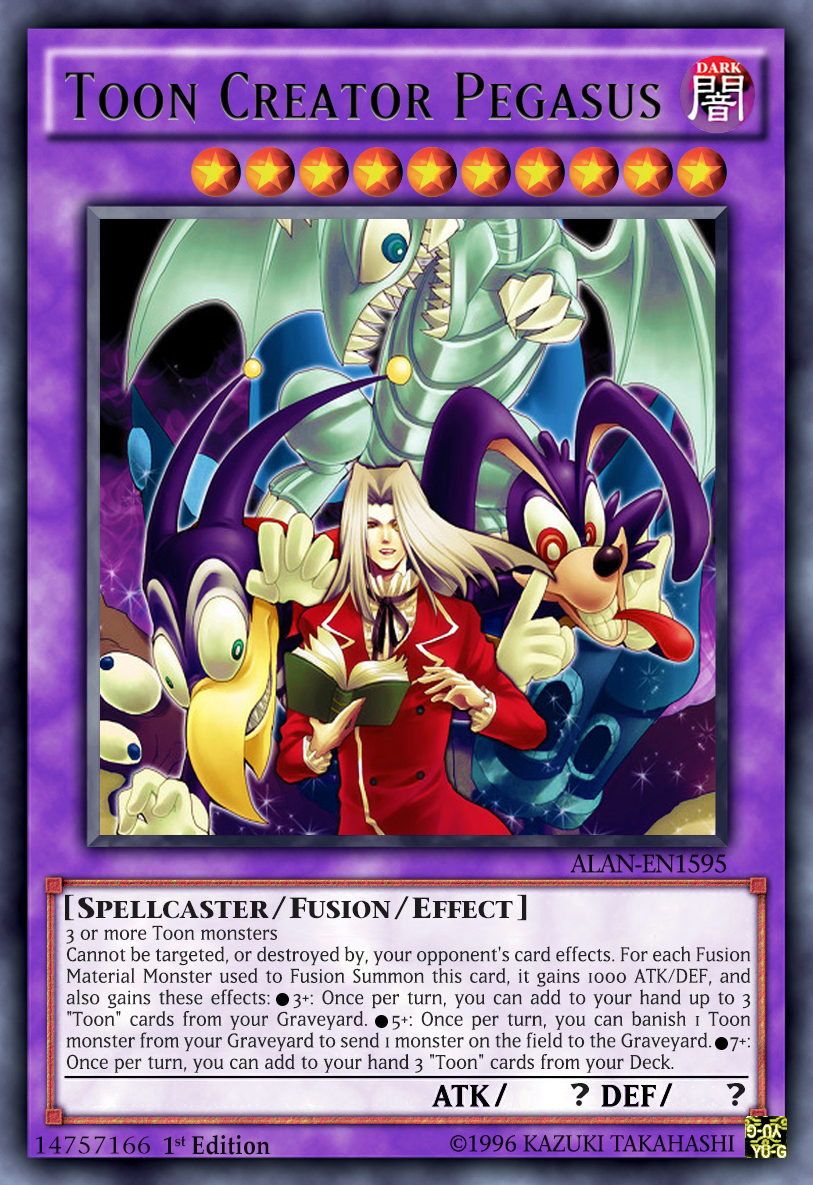 Toon Creator Pegasus
DARK
闇
ALAN-EN1595
[Spellcaster/Fusion/Effect]
3 or more Toon monsters
Cannot be targeted, or destroyed by, your opponent's card effects. For each Fusion
Material Monster used to Fusion Summon this card, it gains 1000 ATK/DEF, and
also gains these effects: ●3+: Once per turn, you can add to your hand up to 3
"Toon" cards from your Graveyard. ●5+: Once per turn, you can banish 1 Toon
monster from your Graveyard to send 1 monster on the field to the Graveyard.●7+:
Once per turn, you can add to your hand 3 "Toon" cards from your Deck.
ATK/ ? DEF/ ?
14757166 1st Edition ©1996 KAZUKI TAKAHASHI
YU-G
YU-G